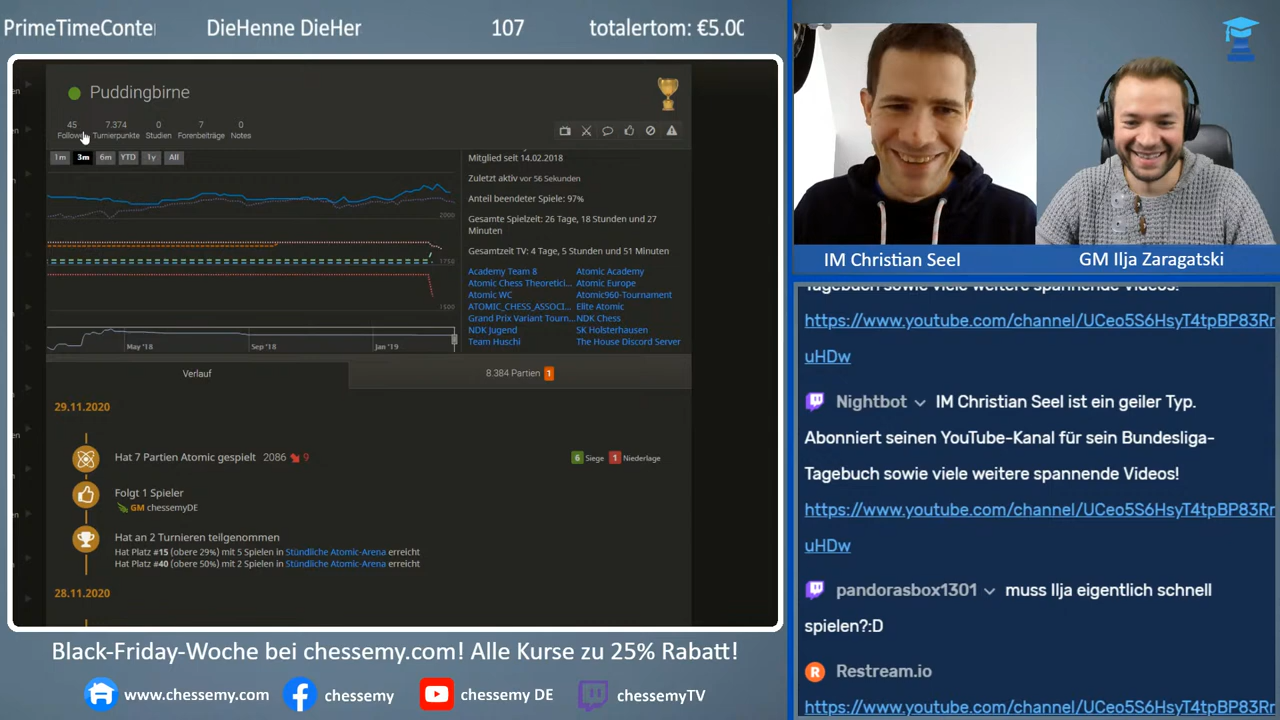 PrimeTimeConte
DieHenne DieHer
107
totalertom: €5.00
Puddingbirne
45
7.374
0
7
0
Turnierpunkte
Studien
Forenbeiträge
Notes
1m
3m
6m
YTD
1y
All
2000
1750
1500
May '18
Sep '18
Jan '19
Mitglied seit 14.02.2018
Zuletzt aktiv vor 56 Sekunden
Anteil beendeter Spiele: 97%
Gesamte Spielzeit: 26 Tage, 18 Stunden und 27
Minuten
Gesamtzeit TV: 4 Tage, 5 Stunden und 51 Minuten
Academy Team 8
Atomic Academy
Atomic Chess Theoretici...
Atomic Europe
Atomic WC
Atomic960-Tournament
ATOMIC_CHESS_ASSOCI...
Elite Atomic
Grand Prix Variant Tourn...
NDK Chess
NDK Jugend
SK Holsterhausen
Team Huschi
The House Discord Server
Verlauf
8.384 Partien 1
29.11.2020
Hat 7 Partien Atomic gespielt 2086 9
6 Siege 1 Niederlage
Folgt 1 Spieler
GM chessemyDE
Hat an 2 Turnieren teilgenommen
Hat Platz #15 (obere 29%) mit 5 Spielen in Stündliche Atomic-Arena erreicht
Hat Platz #40 (obere 50%) mit 2 Spielen in Stündliche Atomic-Arena erreicht
28.11.2020
Black-Friday-Woche bei chessemy.com! Alle Kurse zu 25% Rabatt!
www.chessemy.com
chessemy
chessemy DE
chessemyTV
IM Christian Seel
GM Ilja Zaragatski
Tagebuch sowie viele weitere spannende Videos!
https://www.youtube.com/channel/UCeo5S6HsyT4tpBP83Rr
uHDw
Nightbot IM Christian Seel ist ein geiler Typ.
Abonniert seinen YouTube-Kanal für sein Bundesliga-
Tagebuch sowie viele weitere spannende Videos!
https://www.youtube.com/channel/UCeo5S6HsyT4tpBP83Rr
uHDw
pandorasbox1301 muss Ilja eigentlich schnell
spielen?:D
Restream.io
https://www.youtube.com/channel/UCeo5S6HsyT4tpBP83Rr